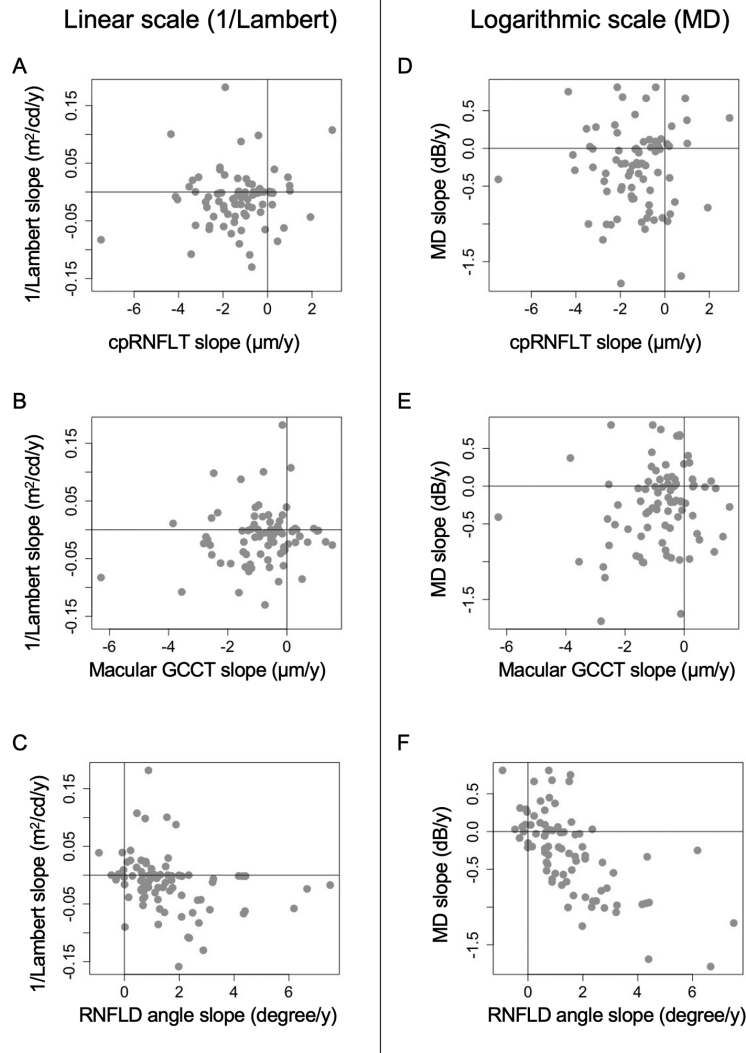 Linear scale (1/Lambert)
Logarithmic scale (MD)
A
1/Lambert slope (m²/cd/y)
0.15
0.05
-0.05
-0.15
-6
-4
-2
0
2
cpRNFLT slope (μm/y)
D
MD slope (dB/y)
0.5
0.0
-0.5
-1.5
-6
-4
-2
0
2
cpRNFLT slope (μm/y)
B
1/Lambert slope (m²/cd/y)
0.15
0.05
-0.05
-0.15
-6
-4
-2
0
Macular GCCT slope (μm/y)
E
MD slope (dB/y)
0.5
0.0
-0.5
-1.5
-6
-4
-2
0
Macular GCCT slope (μm/y)
C
1/Lambert slope (m²/cd/y)
0.15
0.05
-0.05
-0.15
0
2
4
6
RNFLD angle slope (degree/y)
F
MD slope (dB/y)
0.5
0.0
-0.5
-1.5
0
2
4
6
RNFLD angle slope (degree/y)